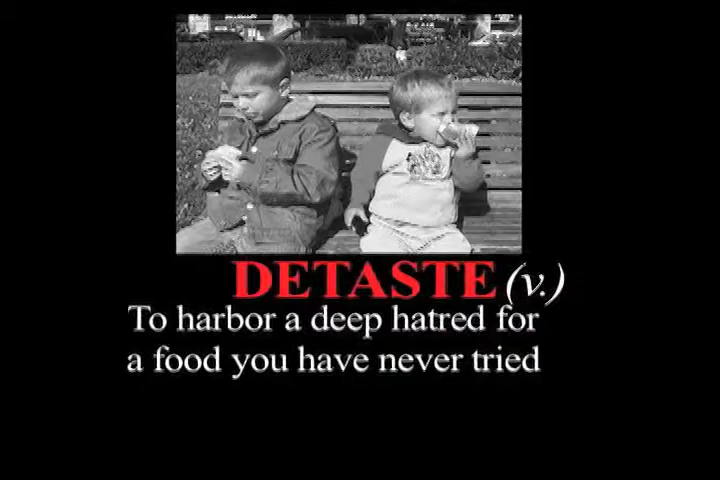 DETASTE (v.)
To harbor a deep hatred for
a food you have never tried